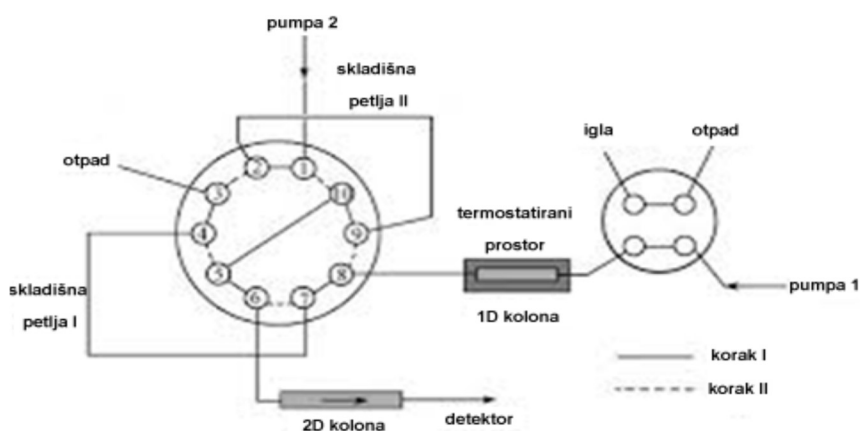 pumpa 2
skladišna
petlja II
otpad
2
1
3
10
4
9
5
8
6
7
skladišna
petlja I
2D kolona
detektor
igla
otpad
termostatirani
prostor
1D kolona
pumpa 1
korak I
korak II